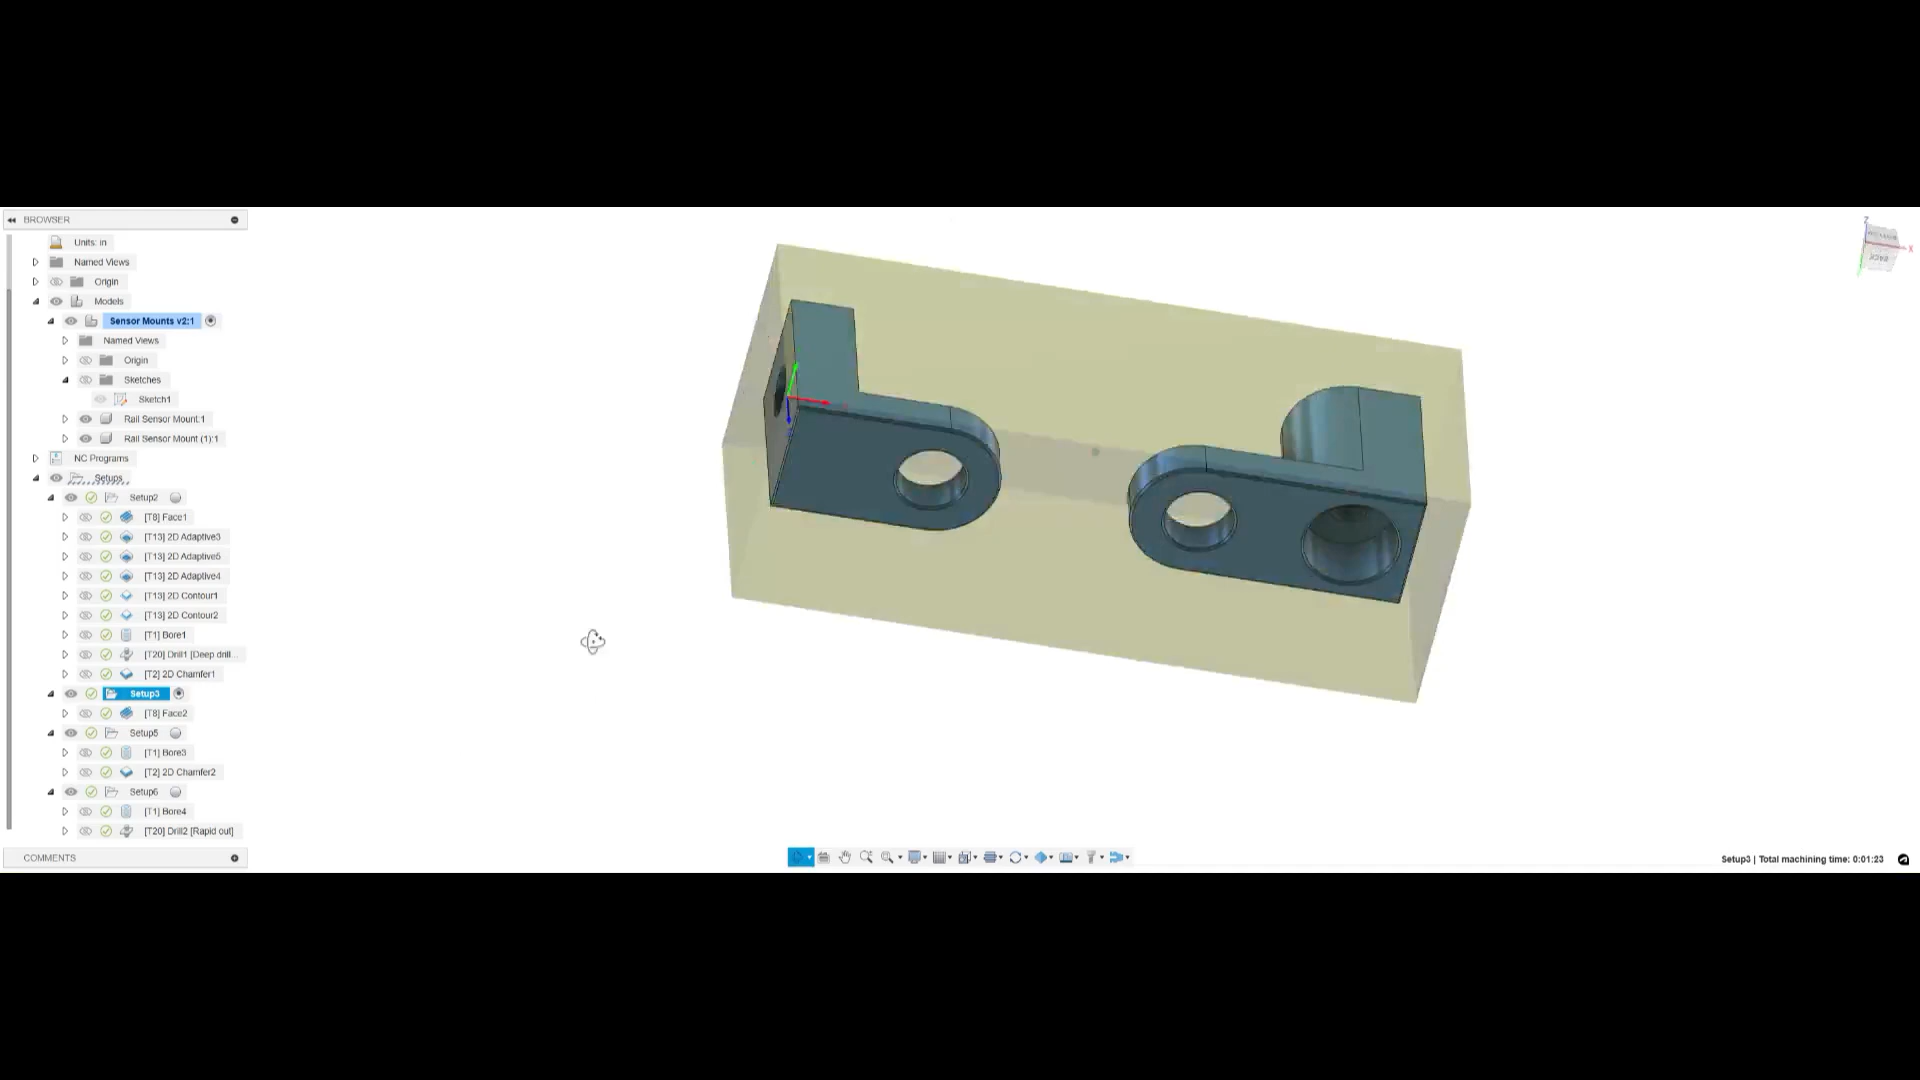 BROWSER
Units: in
Named Views
Origin
Models
Sensor Mounts v2:1
Named Views
Origin
Sketches
Sketch1
Rail Sensor Mount:1
Rail Sensor Mount (1):1
NC Programs
Setups
Setup2
[T8] Face1
[T13] 2D Adaptive3
[T13] 2D Adaptive5
[T13] 2D Adaptive4
[T13] 2D Contour1
[T13] 2D Contour2
[T1] Bore1
[T20] Drill1 [Deep drill...
[T2] 2D Chamfer1
Setup3
[T8] Face2
Setup5
[T1] Bore3
[T2] 2D Chamfer2
Setup6
[T1] Bore4
[T20] Drill2 [Rapid out]
COMMENTS
Z
X
BOTTOM
BACK
Setup3 | Total machining time: 0:01:23